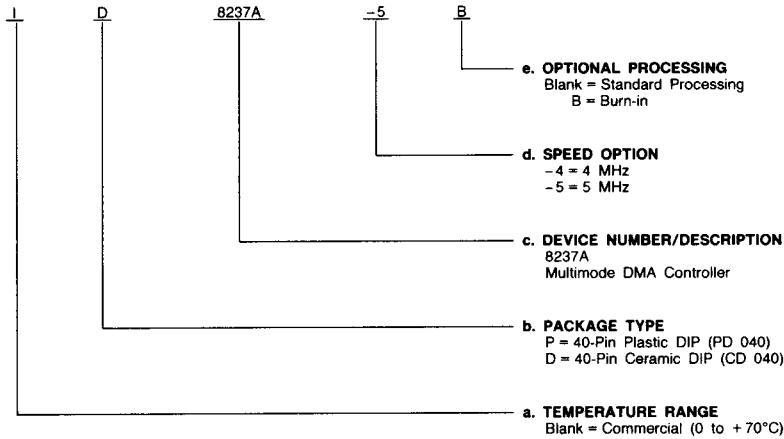 I D 8237A -5 B
e. OPTIONAL PROCESSING
Blank = Standard Processing
B = Burn-in
d. SPEED OPTION
-4 = 4 MHz
-5 = 5 MHz
c. DEVICE NUMBER/DESCRIPTION
8237A
Multimode DMA Controller
b. PACKAGE TYPE
P = 40-Pin Plastic DIP (PD 040)
D = 40-Pin Ceramic DIP (CD 040)
a. TEMPERATURE RANGE
Blank = Commercial (0 to +70°C)